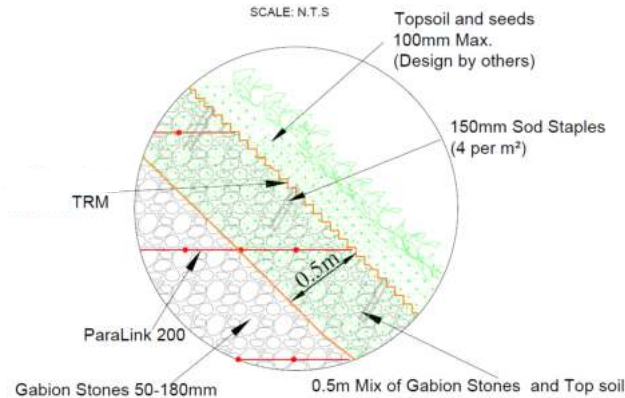 SCALE: N.T.S
Topsoil and seeds
100mm Max.
(Design by others)
150mm Sod Staples
(4 per m²)
TRM
0.5m
ParaLink 200
Gabion Stones 50-180mm
0.5m Mix of Gabion Stones and Top soil